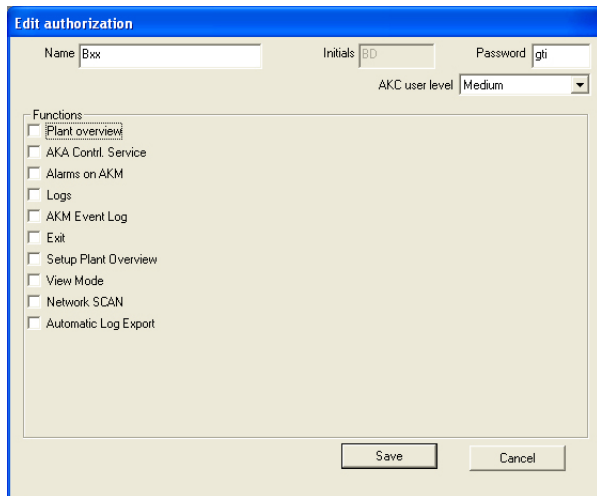 Edit authorization
Name Bxx Initials BD Password gti
AKC user level Medium
Functions
Plant overview
AKA Contrl. Service
Alarms on AKM
Logs
AKM Event Log
Exit
Setup Plant Overview
View Mode
Network SCAN
Automatic Log Export
Save Cancel